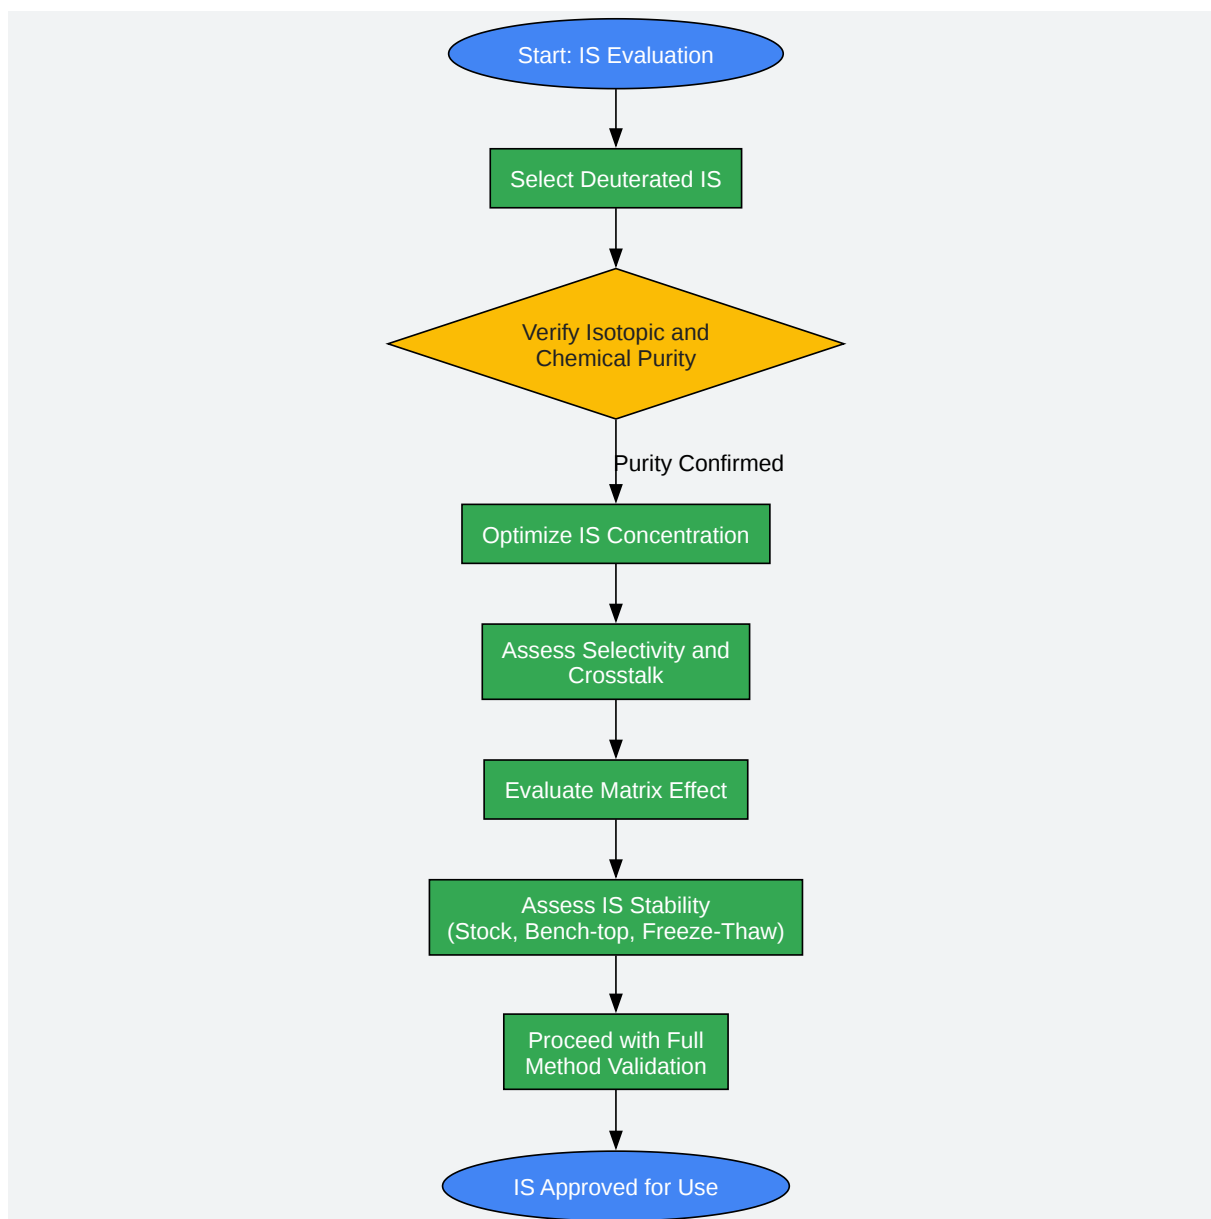 Start: IS Evaluation
Select Deuterated IS
Verify Isotopic and
Chemical Purity
Purity Confirmed
Optimize IS Concentration
Assess Selectivity and
Crosstalk
Evaluate Matrix Effect
Assess IS Stability
(Stock, Bench-top, Freeze-Thaw)
Proceed with Full
Method Validation
IS Approved for Use